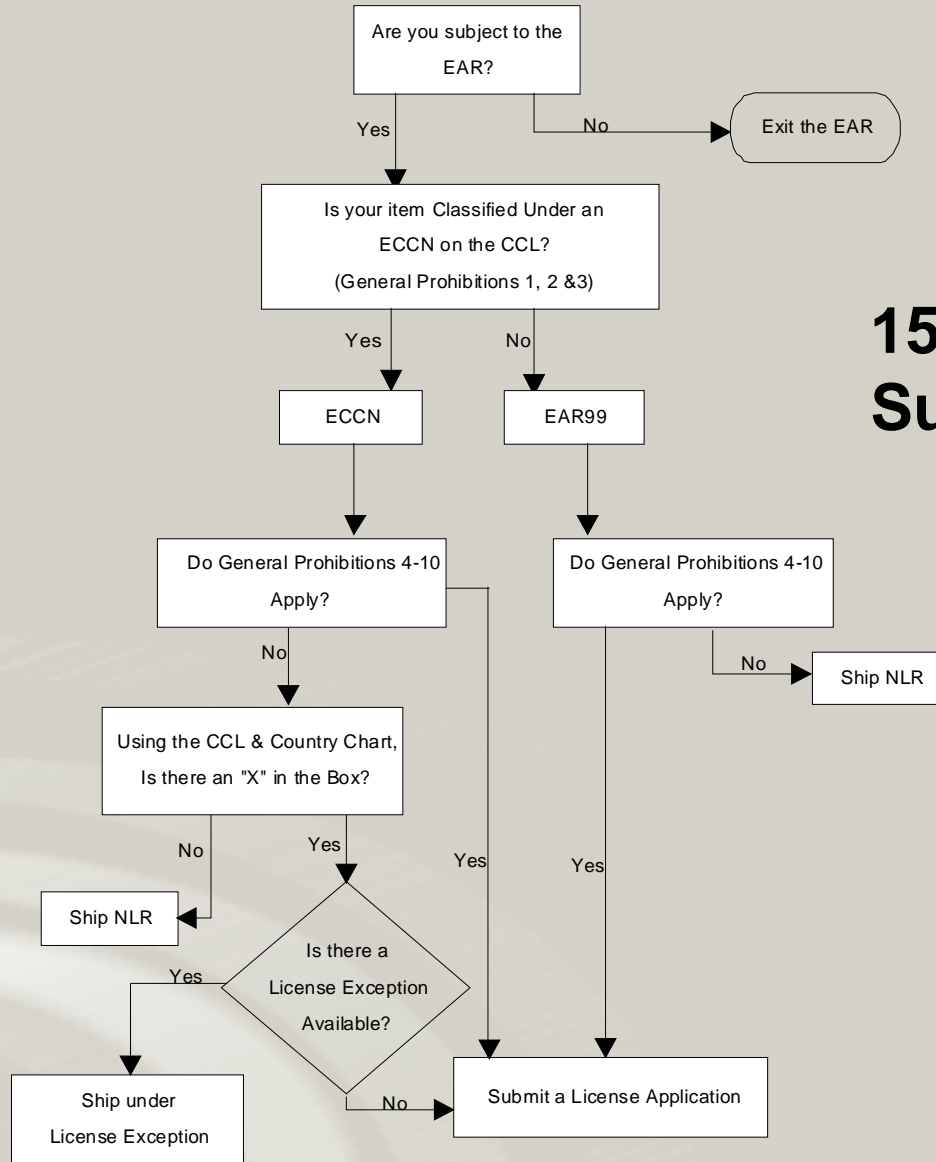 Are you subject to the
EAR?
Yes
No
Exit the EAR
Is your item Classified Under an
ECCN on the CCL?
(General Prohibitions 1, 2 &3)
15
Su
Yes
No
ECCN
EAR99
Do General Prohibitions 4-10
Apply?
Do General Prohibitions 4-10
Apply?
No
No
Ship NLR
Using the CCL & Country Chart,
Is there an "X" in the Box?
No
Yes
Yes
Yes
Ship NLR
Is there a
License Exception
Available?
Yes
No
Ship under
License Exception
Submit a License Application